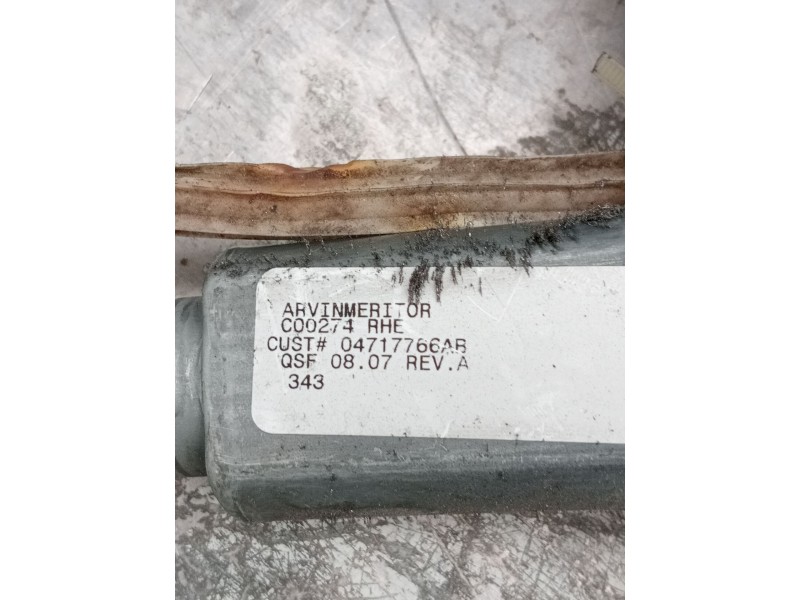 ARVINMERITOR
C00274 RHE
CUST# 04717766AB
QSF 08.07 REV.A
343